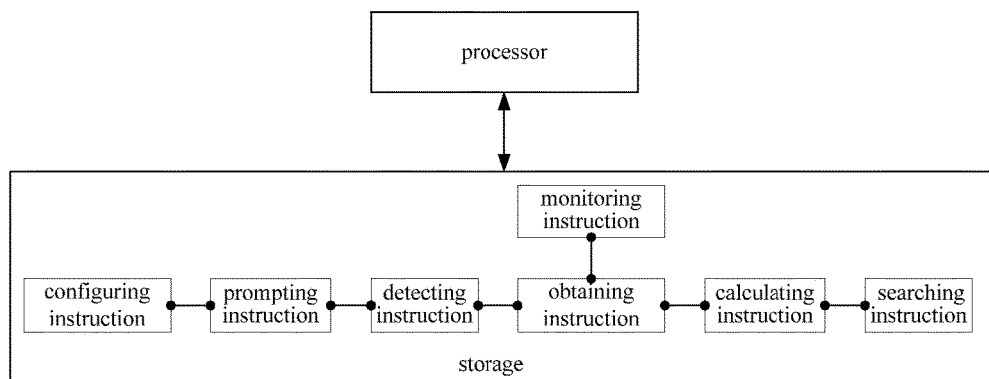 processor
monitoring
instruction
configuring
instruction
prompting
instruction
detecting
instruction
obtaining
instruction
calculating
instruction
searching
instruction
storage